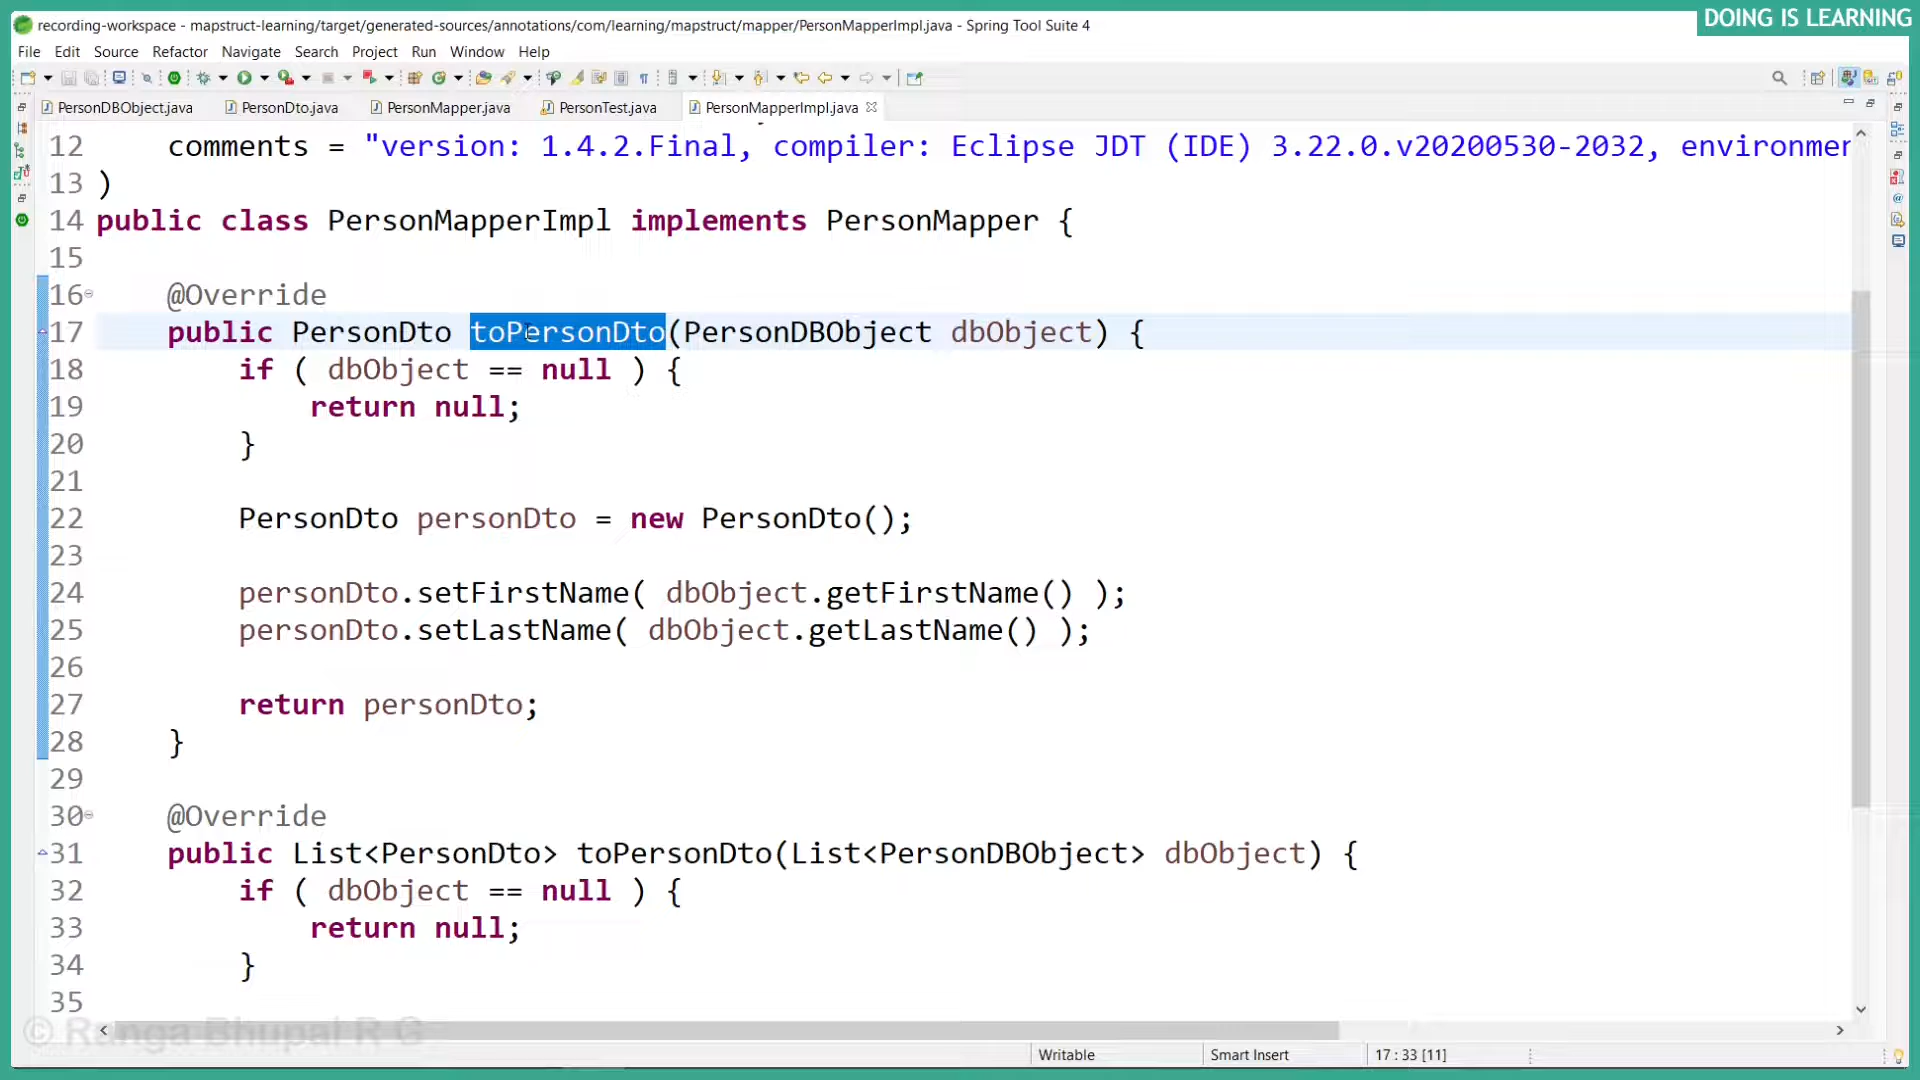 DOING IS LEARNING
recording-workspace - mapstruct-learning/target/generated-sources/annotations/com/learning/mapstruct/mapper/PersonMapperImpl.java - Spring Tool Suite 4
File Edit Source Refactor Navigate Search Project Run Window Help
PersonDBObject.java PersonDto.java PersonMapper.java PersonTest.java PersonMapperImpl.java
12 comments = "version: 1.4.2.Final, compiler: Eclipse JDT (IDE) 3.22.0.v20200530-2032, environmen
13 )
14 public class PersonMapperImpl implements PersonMapper {
15
16 @Override
17 public PersonDto toPersonDto(PersonDBObject dbObject) {
18 if ( dbObject == null ) {
19 return null;
20 }
21
22 PersonDto personDto = new PersonDto();
23
24 personDto.setFirstName( dbObject.getFirstName() );
25 personDto.setLastName( dbObject.getLastName() );
26
27 return personDto;
28 }
29
30 @Override
31 public List<PersonDto> toPersonDto(List<PersonDBObject> dbObject) {
32 if ( dbObject == null ) {
33 return null;
34 }
35
© Ranga Bhupal R G
Writable Smart Insert 17 : 33 [11]